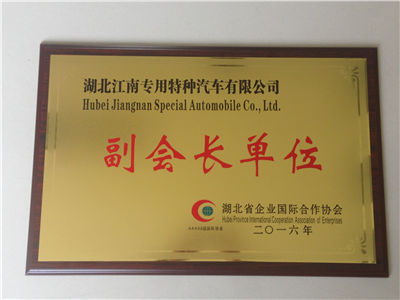 湖北江南专用特种汽车有限公司
Hubei Jiangnan Special Automobile Co., Ltd.
副会长单位
湖北省企业国际合作协会
Hubei Province International Cooperation Association of Enterprises
二〇一六年